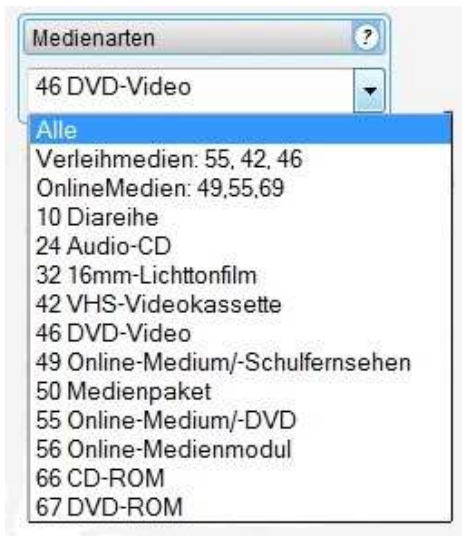 Medienarten ?
46 DVD-Video
Alle
Verleihmedien: 55, 42, 46
OnlineMedien: 49,55,69
10 Diareihe
24 Audio-CD
32 16mm-Lichttonfilm
42 VHS-Videokassette
46 DVD-Video
49 Online-Medium/-Schulfernsehen
50 Medienpaket
55 Online-Medium/-DVD
56 Online-Medienmodul
66 CD-ROM
67 DVD-ROM